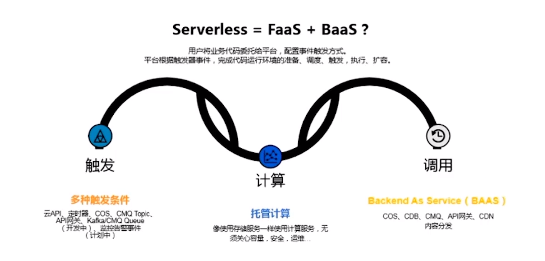 Serverless = FaaS + BaaS？
用户将业务代码委托给平台，配置事件触发方式。
平台根据触发器事件，完成代码运行环境的准备、调度、触发，执行、扩容。
触发
计算
调用
多种触发条件
云API、定时器、COS、CMQ Topic、
API网关、Kafka/CMQ Queue
（开发中）、监控告警事件
（计划中）
托管计算
像使存储服务一样使用计算服务，无
须关心容量，安全，运维...
Backend As Service（BAAS）
COS、CDB、CMQ、API网关、CDN
内容分发